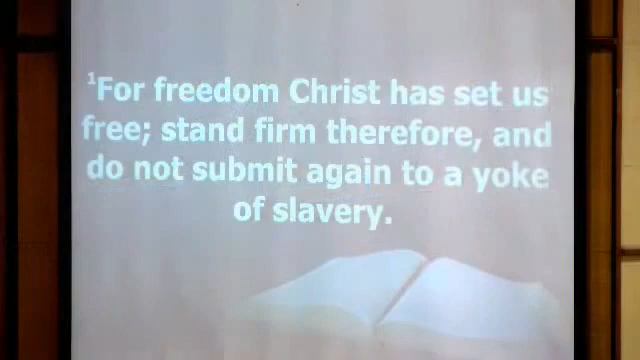 ¹For freedom Christ has set us
free; stand firm therefore, and
do not submit again to a yoke
of slavery.